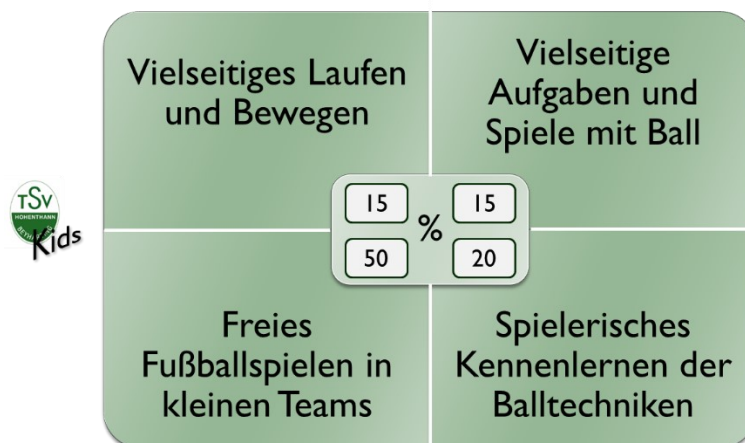 Vielseitiges Laufen
und Bewegen
Vielseitige
Aufgaben und
Spiele mit Ball
15
%
15
50
20
TSV
HOHENTHANN
Kids
Freies
Fußballspielen in
kleinen Teams
Spielerisches
Kennenlernen der
Balltechniken